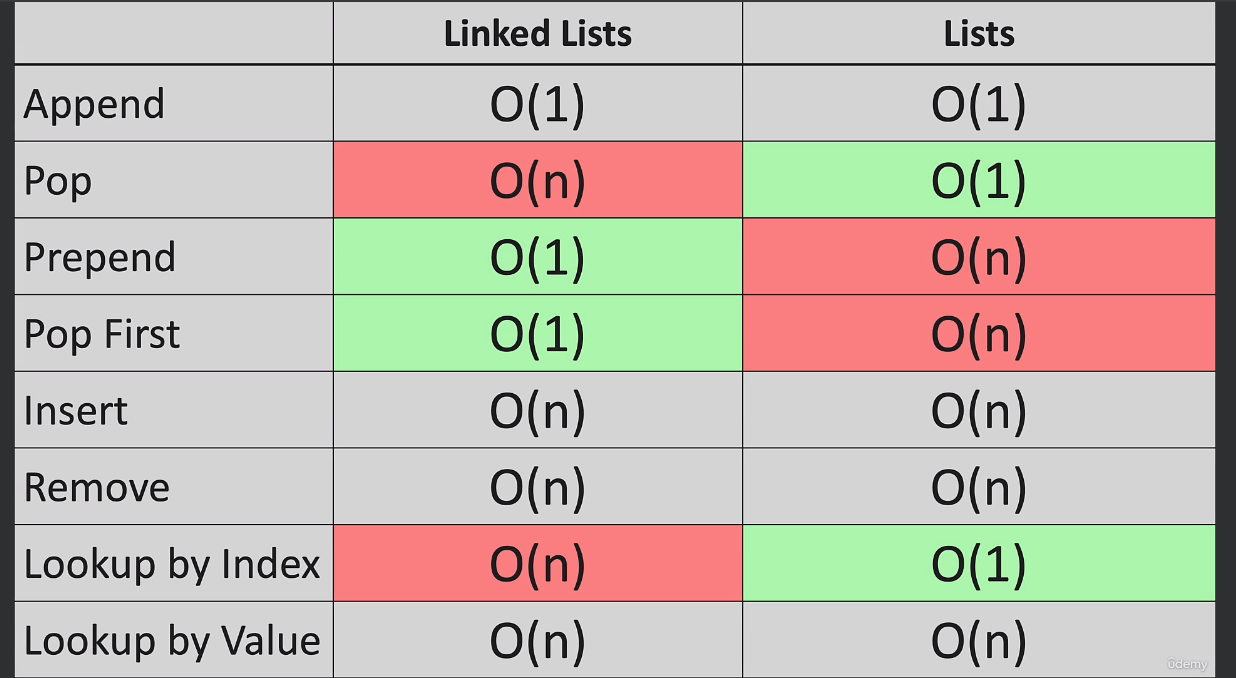 Linked Lists Lists
Append O(1) O(1)
Pop O(n) O(1)
Prepend O(1) O(n)
Pop First O(1) O(n)
Insert O(n) O(n)
Remove O(n) O(n)
Lookup by Index O(n) O(1)
Lookup by Value O(n) O(n)
ûdemy